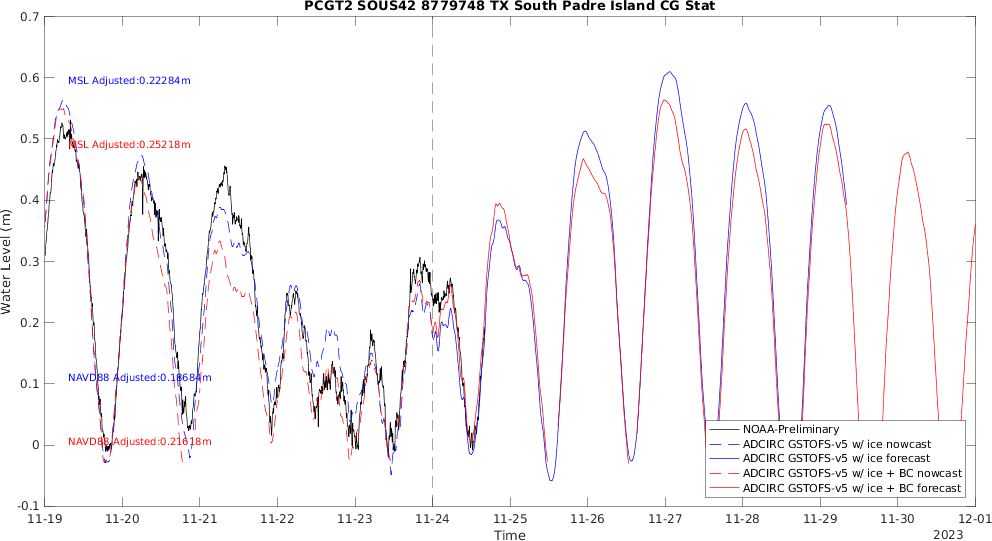 PCGT2 SOUS42 8779748 TX South Padre Island CG Stat
0.7
0.6
0.5
0.4
0.3
0.2
0.1
0
-0.1
Water Level (m)
MSL Adjusted:0.22284m
MSL Adjusted:0.25218m
NAVD88 Adjusted:0.18684m
NAVD88 Adjusted:0.21618m
NOAA-Preliminary
ADCIRC GSTOFS-v5 w/ ice nowcast
ADCIRC GSTOFS-v5 w/ ice forecast
ADCIRC GSTOFS-v5 w/ ice + BC nowcast
ADCIRC GSTOFS-v5 w/ ice + BC forecast
11-19 11-20 11-21 11-22 11-23 11-24 11-25 11-26 11-27 11-28 11-29 11-30 12-01
Time
2023